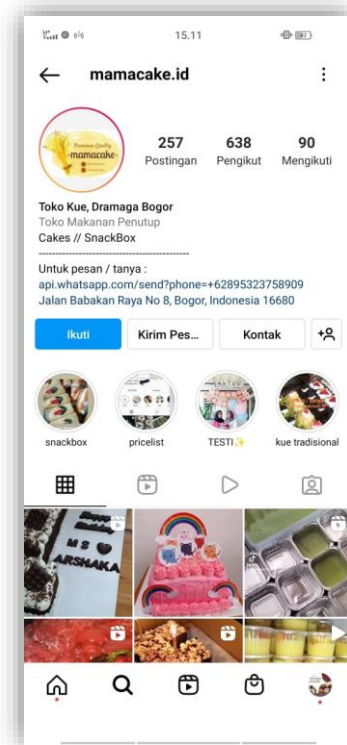 15.11
mamacake.id
Premium Quality
-mamacake-
257 638 90
Postingan Pengikut Mengikuti
Toko Kue, Dramaga Bogor
Toko Makanan Penutup
Cakes // SnackBox
--------------------------------------------
Untuk pesan / tanya :
api.whatsapp.com/send?phone=+62895323758909
Jalan Babakan Raya No 8, Bogor, Indonesia 16680
Ikuti Kirim Pes... Kontak
snackbox pricelist TESTI✨ kue tradisional
Happy
Birthday
M S
ARSHAKA